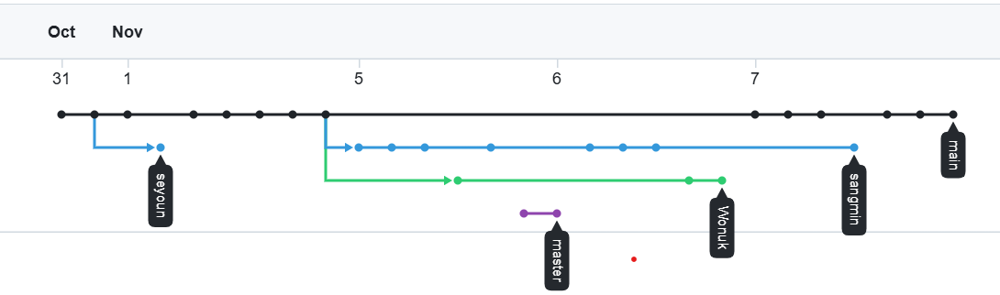 Oct Nov
31 1 5 6 7
main
seyoun
sangmin
Wonuk
master